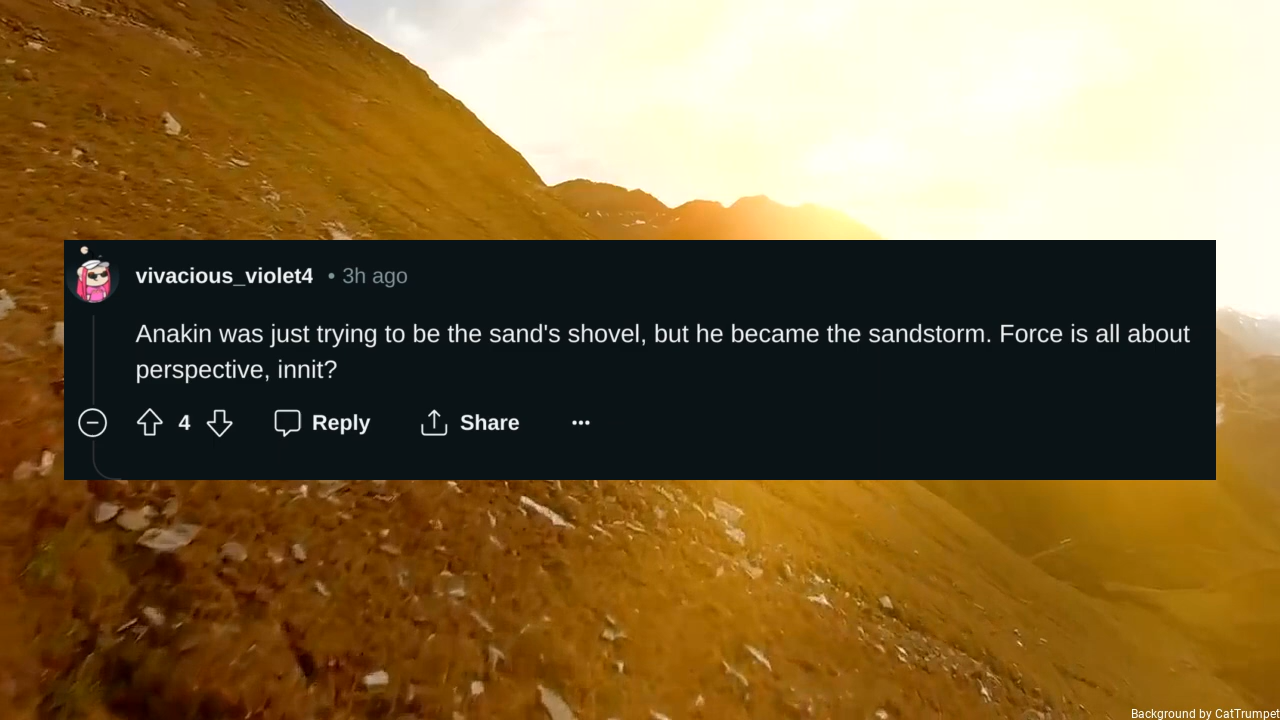 vivacious_violet4 • 3h ago
Anakin was just trying to be the sand's shovel, but he became the sandstorm. Force is all about
perspective, innit?
4 Reply Share ...
Background by CatTrumpet